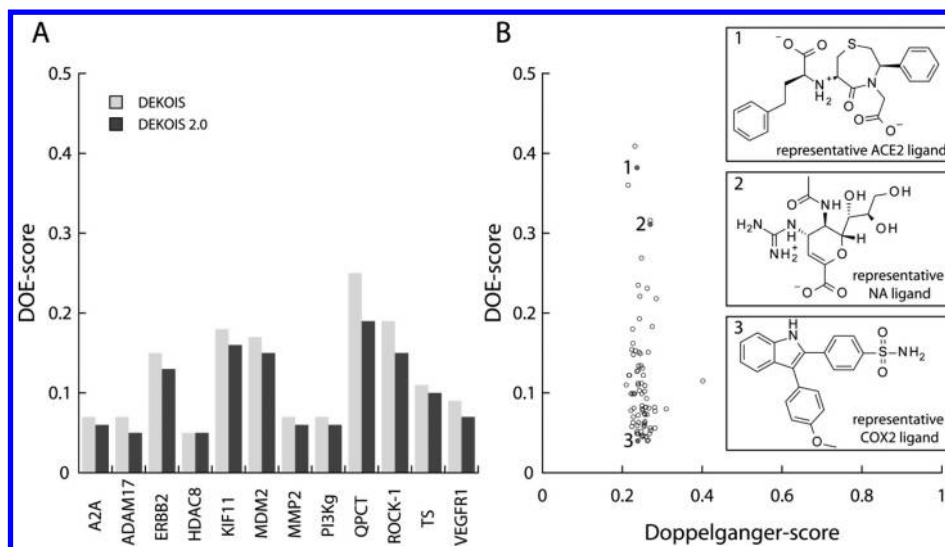 A
DOE-score
0.5
0.4
0.3
0.2
0.1
0
DEKOIS
DEKOIS 2.0
A2A
ADAM17
ERBB2
HDAC8
KIF11
MDM2
MMP2
PI3Kg
QPCT
ROCK-1
TS
VEGFR1
B
DOE-score
0.5
0.4
0.3
0.2
0.1
0
1
2
3
0
0.2
0.4
0.6
0.8
1
Doppelganger-score
1
−O
O
S
N
H2
+
N
O
O
O−
representative ACE2 ligand
2
O
NH
OH
OH
OH
H2N
H
N
NH2
+
H
O
−O
O
representative
NA ligand
3
H
N
O
S
NH2
O
O
representative
COX2 ligand